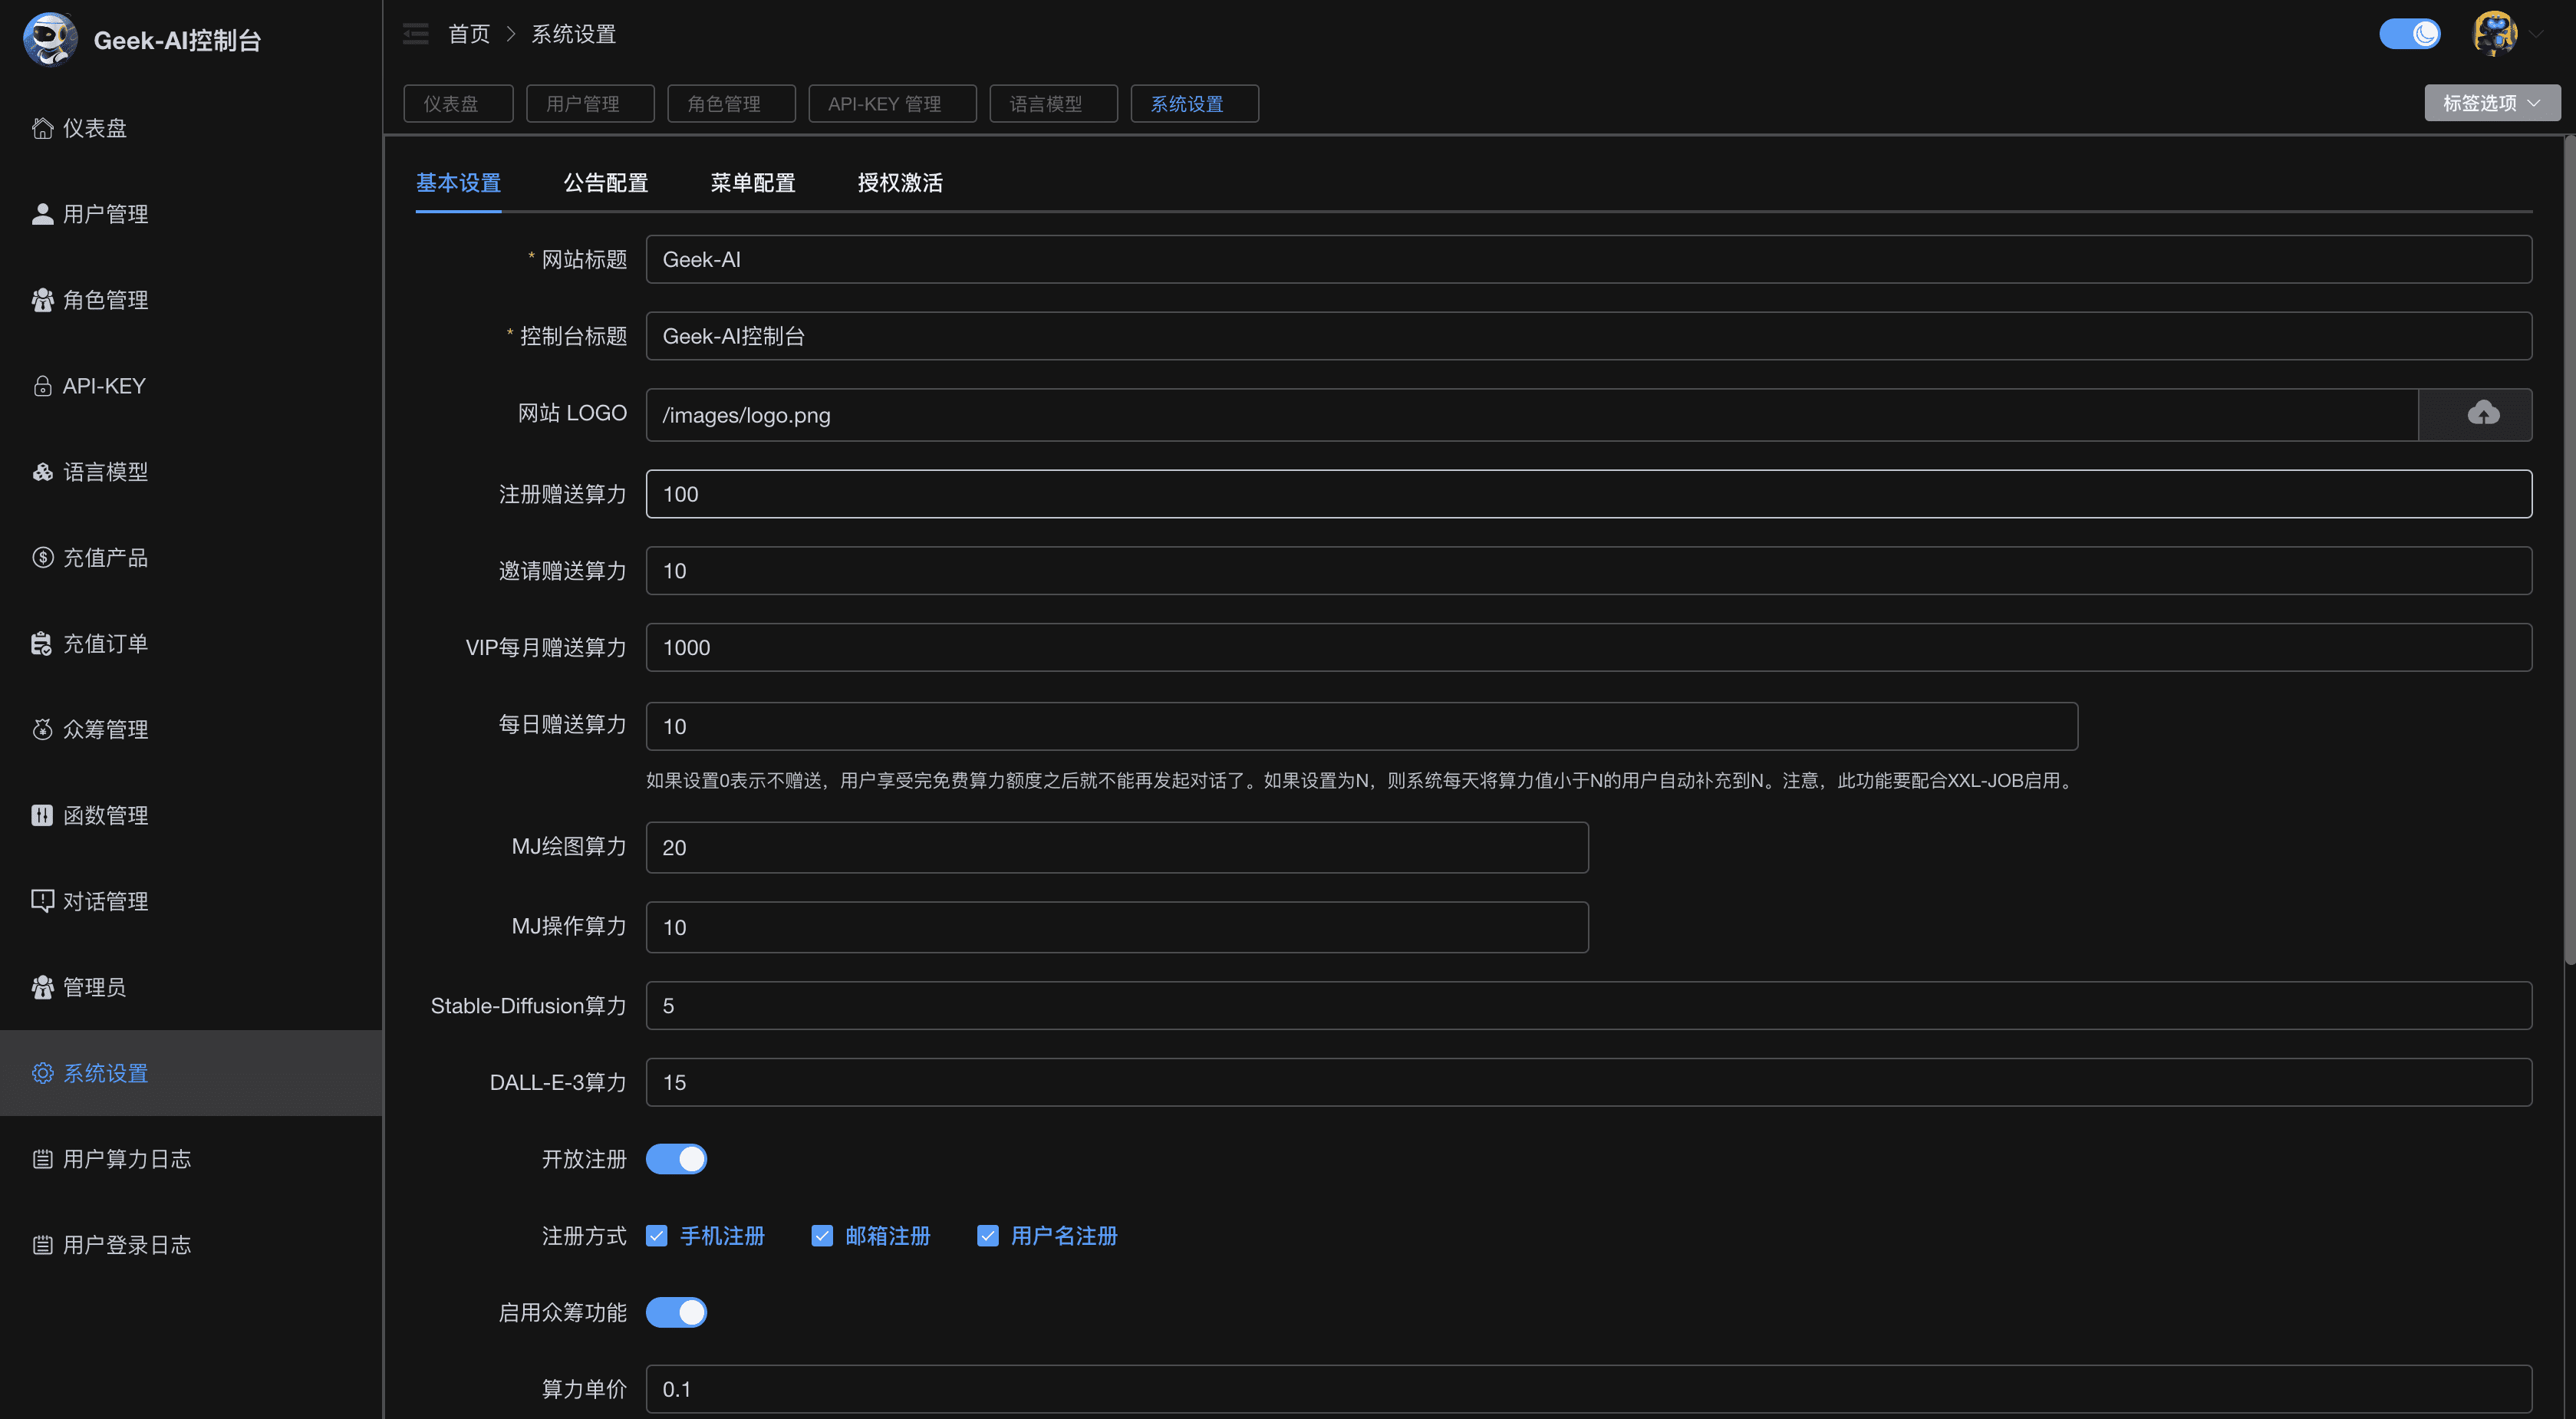 Geek-AI控制台
仪表盘
用户管理
角色管理
API-KEY
语言模型
充值产品
充值订单
众筹管理
函数管理
对话管理
管理员
系统设置
用户算力日志
用户登录日志
首页 > 系统设置
仪表盘 用户管理 角色管理 API-KEY 管理 语言模型 系统设置 标签选项
基本设置 公告配置 菜单配置 授权激活
* 网站标题 Geek-AI
* 控制台标题 Geek-AI控制台
网站 LOGO /images/logo.png
注册赠送算力 100
邀请赠送算力 10
VIP每月赠送算力 1000
每日赠送算力 10
如果设置0表示不赠送，用户享受完免费算力额度之后就不能再发起对话了。如果设置为N，则系统每天将算力值小于N的用户自动补充到N。注意，此功能要配合XXL-JOB启用。
MJ绘图算力 20
MJ操作算力 10
Stable-Diffusion算力 5
DALL-E-3算力 15
开放注册
注册方式 手机注册 邮箱注册 用户名注册
启用众筹功能
算力单价 0.1